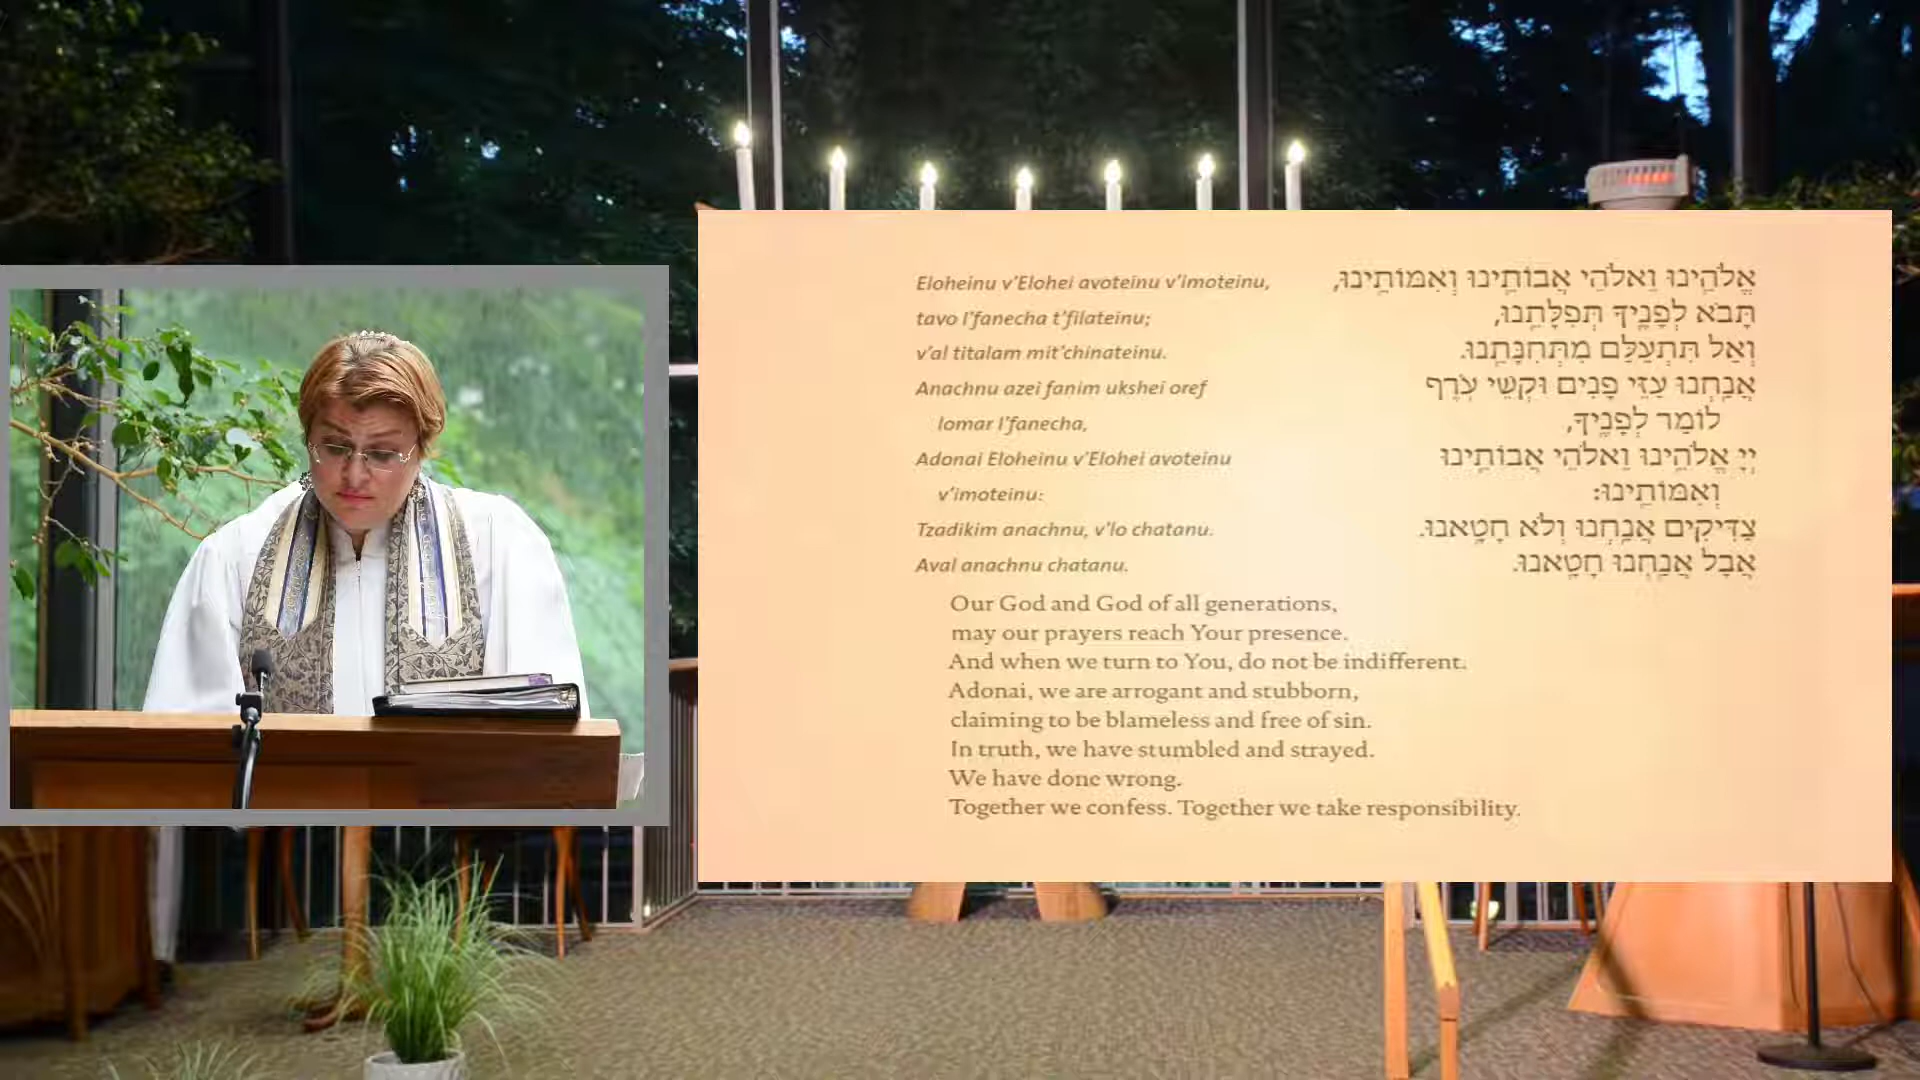 Eloheinu v'Elohei avoteinu v'imoteinu,
tavo l'fanecha t'filateinu;
v'al titalam mit'chinateinu.
Anachnu azei fanim ukshei oref
lomar l'fanecha,
Adonai Eloheinu v'Elohei avoteinu
v'imoteinu:
Tzadikim anachnu, v'lo chatanu.
Aval anachnu chatanu.
אֱלֹהֵֽינוּ וֵאלֹהֵי אֲבוֹתֵֽינוּ וְאִמּוֹתֵֽינוּ,
תָּבֹא לְפָנֶֽיךָ תְּפִלָּתֵֽנוּ,
וְאַל תִּתְעַלַּם מִתְּחִנָּתֵֽנוּ.
אֲנַֽחְנוּ עַזֵּי פָנִים וּקְשֵׁי עֹֽרֶף
לוֹמַר לְפָנֶֽיךָ,
יְיָ אֱלֹהֵֽינוּ וֵאלֹהֵי אֲבוֹתֵֽינוּ
וְאִמּוֹתֵֽינוּ:
צַדִּיקִים אֲנַֽחְנוּ וְלֹא חָטָֽאנוּ.
אֲבָל אֲנַֽחְנוּ חָטָֽאנוּ.
Our God and God of all generations,
may our prayers reach Your presence.
And when we turn to You, do not be indifferent.
Adonai, we are arrogant and stubborn,
claiming to be blameless and free of sin.
In truth, we have stumbled and strayed.
We have done wrong.
Together we confess. Together we take responsibility.